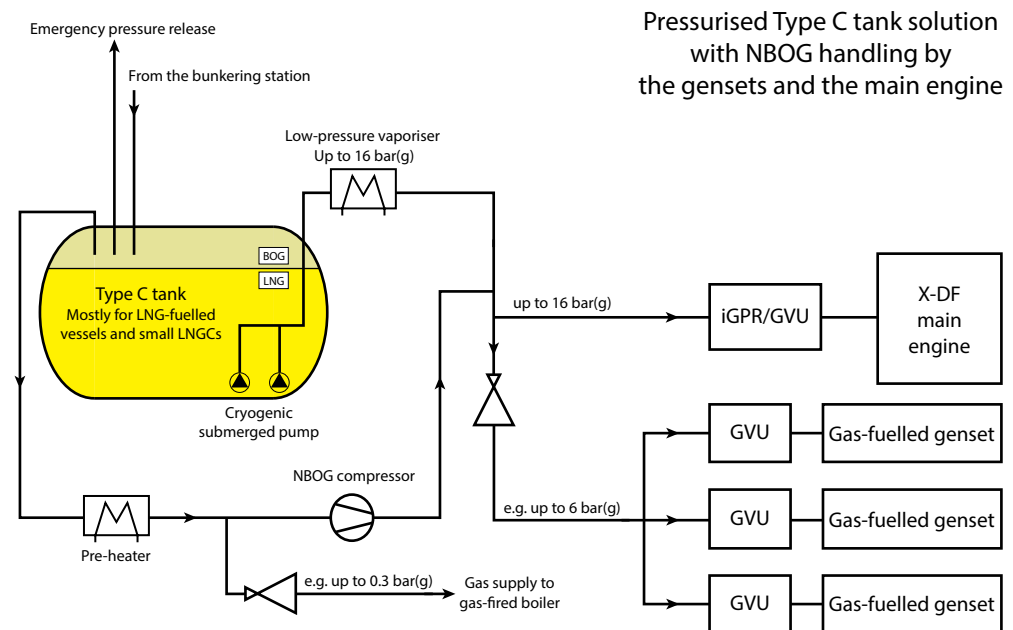 Pressurised Type C tank solution
with NBOG handling by
the gensets and the main engine
Emergency pressure release
From the bunkering station
Low-pressure vaporiser
Up to 16 bar(g)
BOG
LNG
Type C tank
Mostly for LNG-fuelled
vessels and small LNGCs
Cryogenic
submerged pump
up to 16 bar(g)
iGPR/GVU
X-DF
main
engine
GVU
Gas-fuelled genset
NBOG compressor
e.g. up to 6 bar(g)
GVU
Gas-fuelled genset
Pre-heater
e.g. up to 0.3 bar(g)
Gas supply to
gas-fired boiler
GVU
Gas-fuelled genset